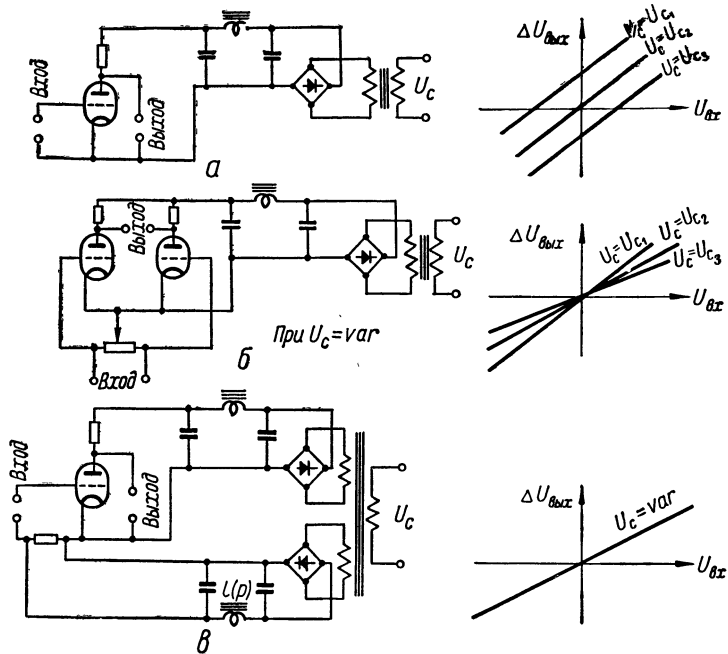 Вход
Выход
U_c
а
ΔU_вых
U_c=U_c1
U_c=U_c2
U_c=U_c3
U_вх
Выход
U_c
При U_c=var
б
Вход
ΔU_вых
U_c=U_c1
U_c=U_c2
U_c=U_c3
U_вх
Вход
Выход
U_c
L(p)
в
ΔU_вых
U_c=var
U_вх